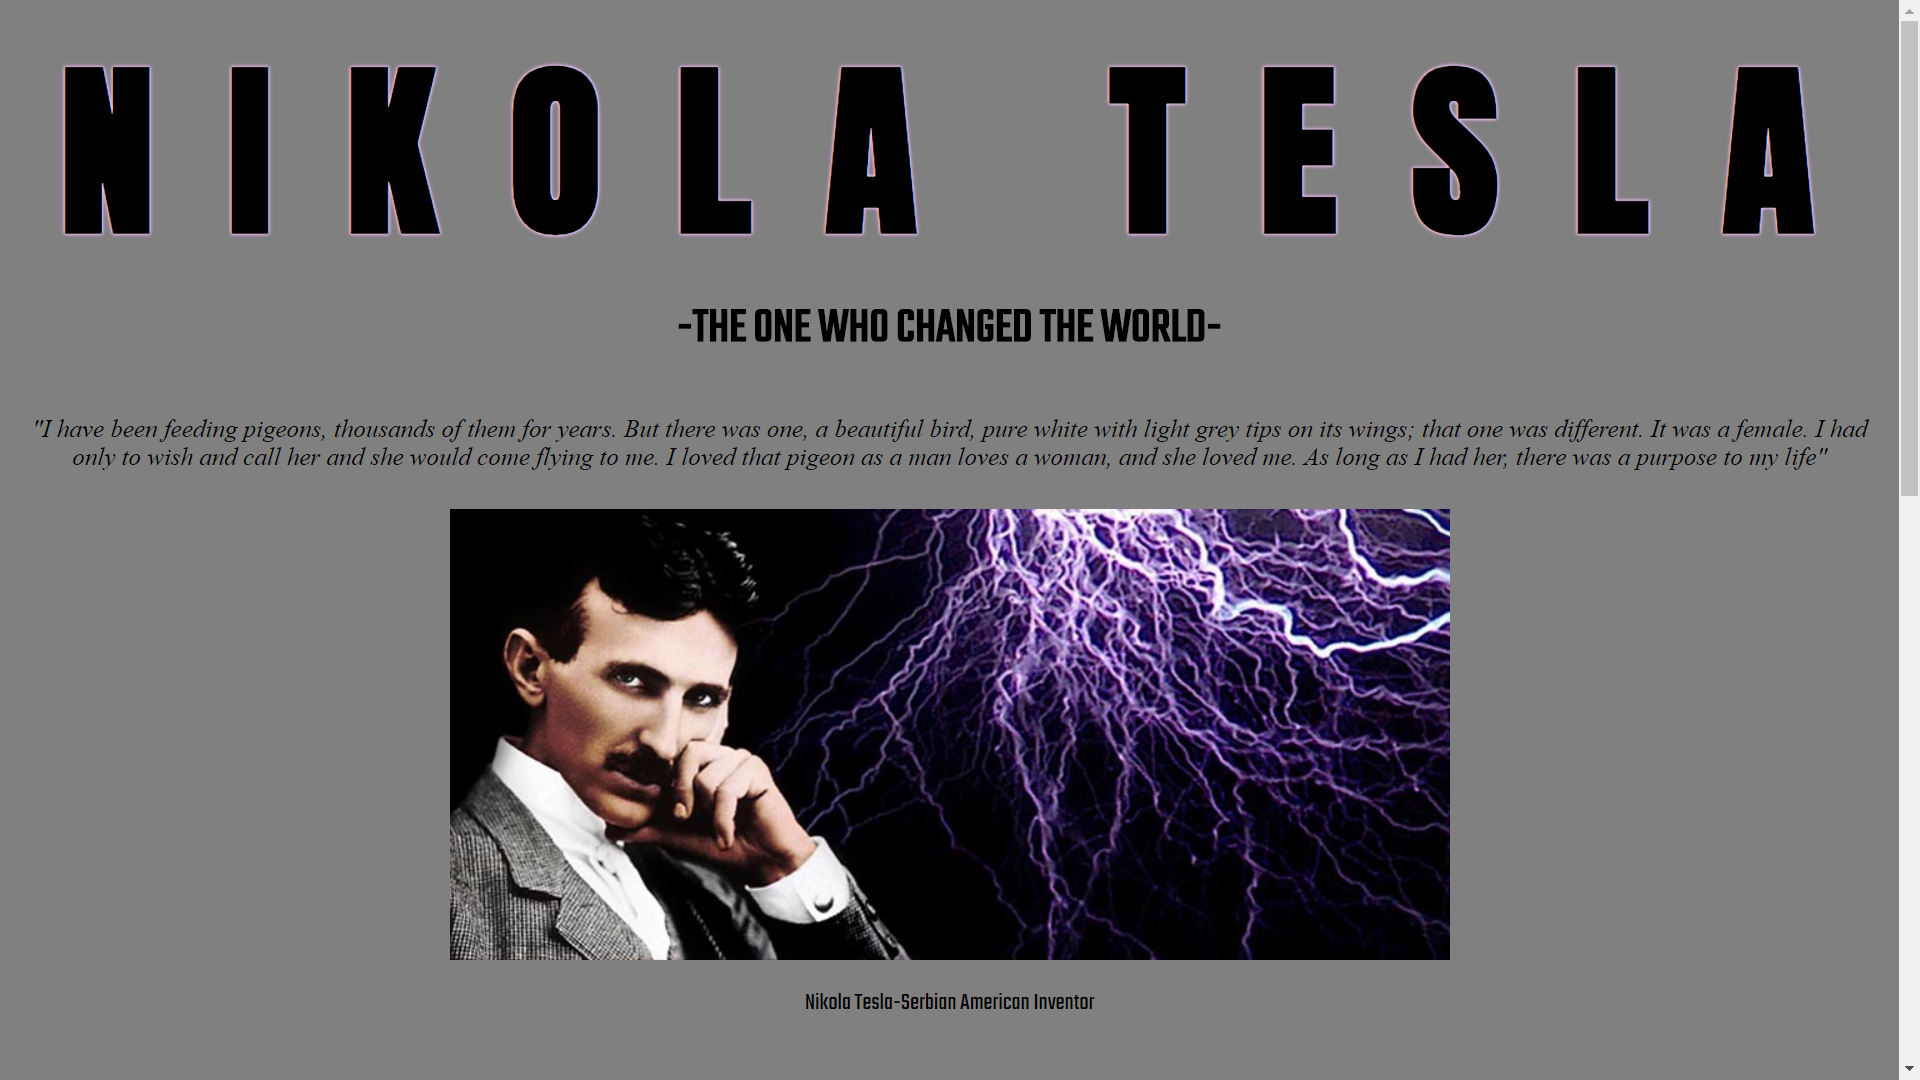 NIKOLA TESLA
-THE ONE WHO CHANGED THE WORLD-
"I have been feeding pigeons, thousands of them for years. But there was one, a beautiful bird, pure white with light grey tips on its wings; that one was different. It was a female. I had
only to wish and call her and she would come flying to me. I loved that pigeon as a man loves a woman, and she loved me. As long as I had her, there was a purpose to my life"
Nikola Tesla-Serbian American Inventor